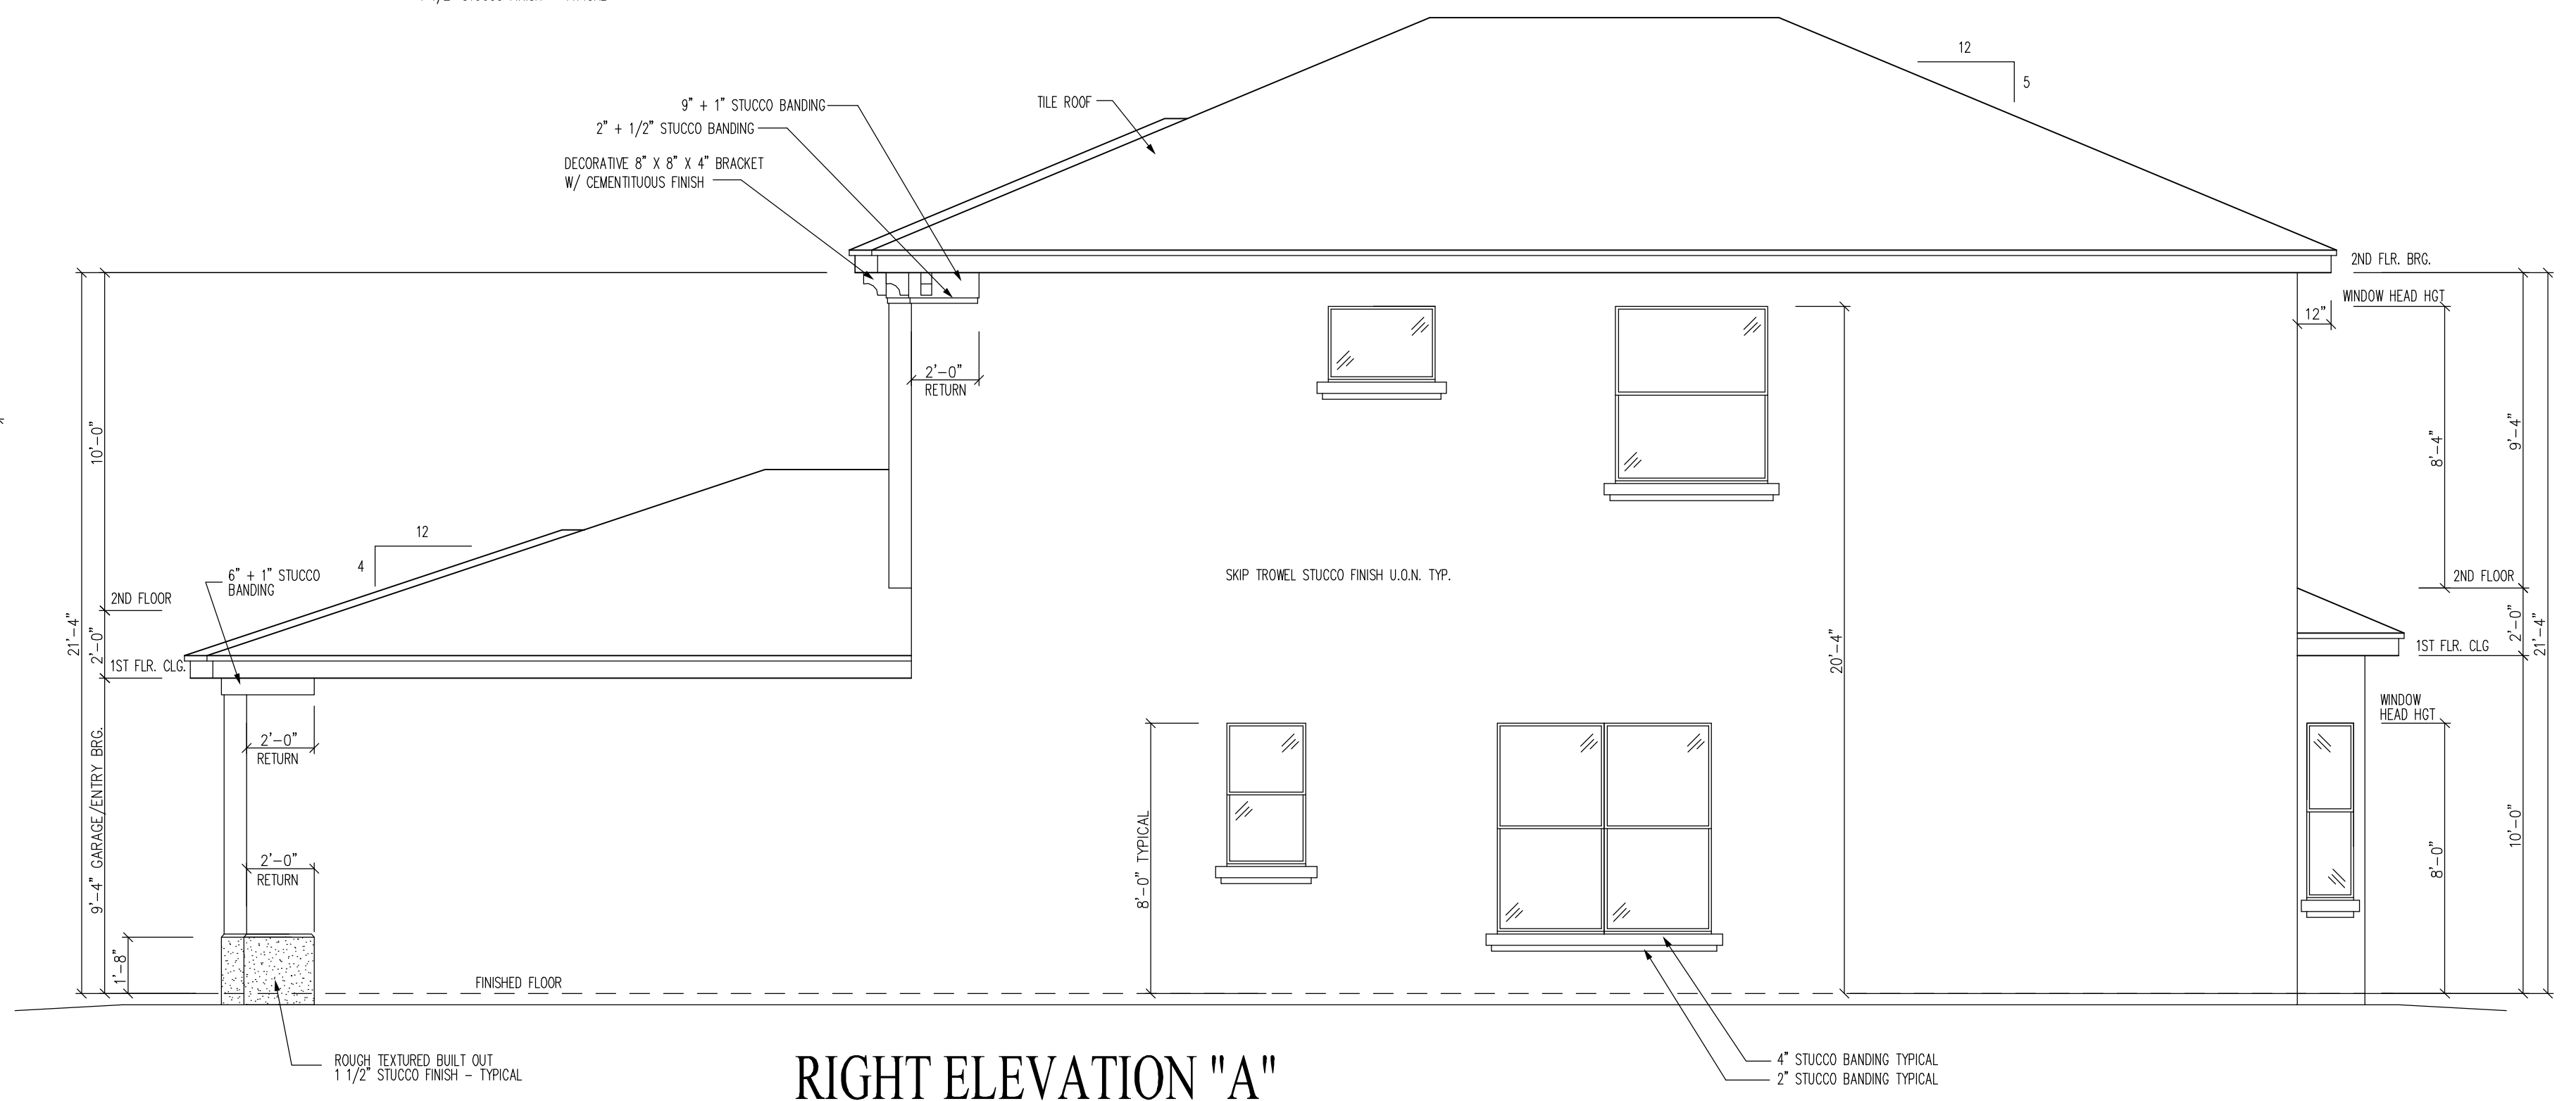 12
5
9" + 1" STUCCO BANDING
TILE ROOF
2" + 1/2" STUCCO BANDING
DECORATIVE 8" X 8" X 4" BRACKET
W/ CEMENTITUOUS FINISH
2ND FLR. BRG.
WINDOW HEAD HGT
12"
2'-0"
RETURN
10'-0"
9'-4"
8'-4"
12
4
6" + 1" STUCCO
BANDING
SKIP TROWEL STUCCO FINISH U.O.N. TYP.
2ND FLOOR
2ND FLOOR
21'-4"
2'-0"
20'-4"
2'-0"
21'-4"
1ST FLR. CLG.
1ST FLR. CLG
WINDOW
HEAD HGT
2'-0"
RETURN
9'-4" GARAGE/ENTRY BRG.
8'-0" TYPICAL
10'-0"
8'-0"
2'-0"
RETURN
1'-8"
FINISHED FLOOR
ROUGH TEXTURED BUILT OUT
1 1/2" STUCCO FINISH - TYPICAL
4" STUCCO BANDING TYPICAL
2" STUCCO BANDING TYPICAL
RIGHT ELEVATION "A"